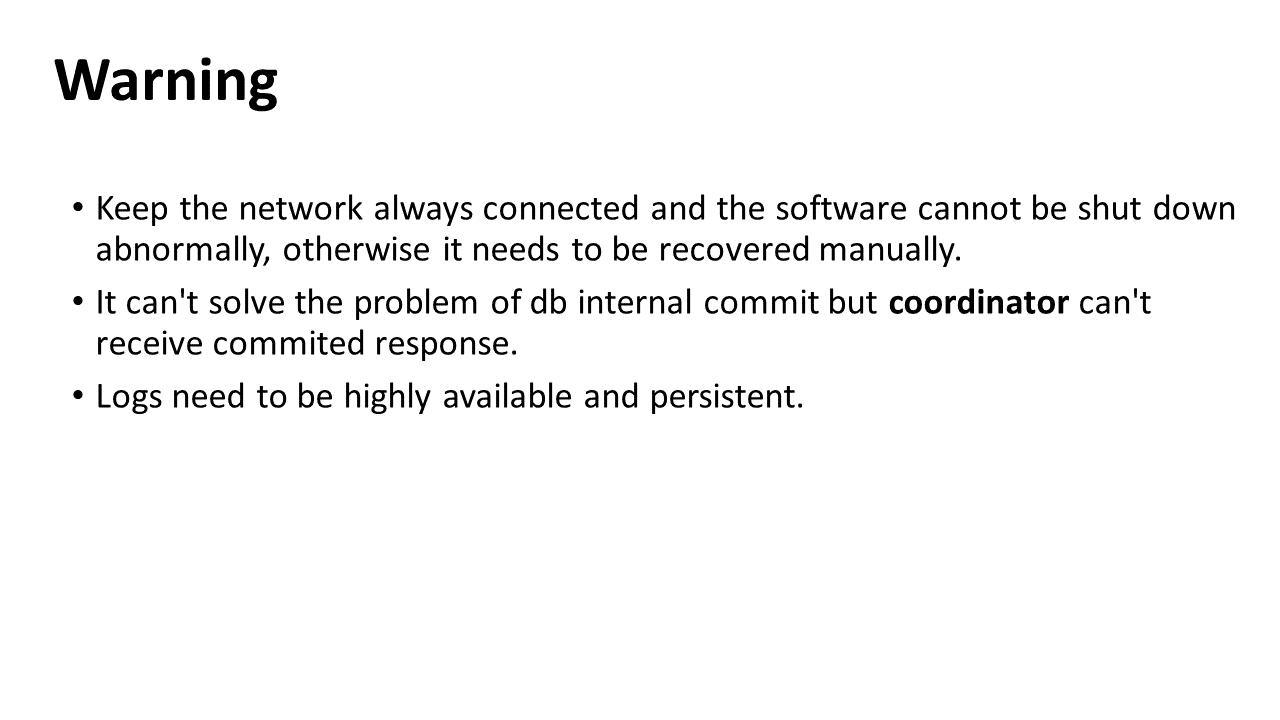 Warning
• Keep the network always connected and the software cannot be shut down
abnormally, otherwise it needs to be recovered manually.
• It can't solve the problem of db internal commit but coordinator can't
receive commited response.
• Logs need to be highly available and persistent.